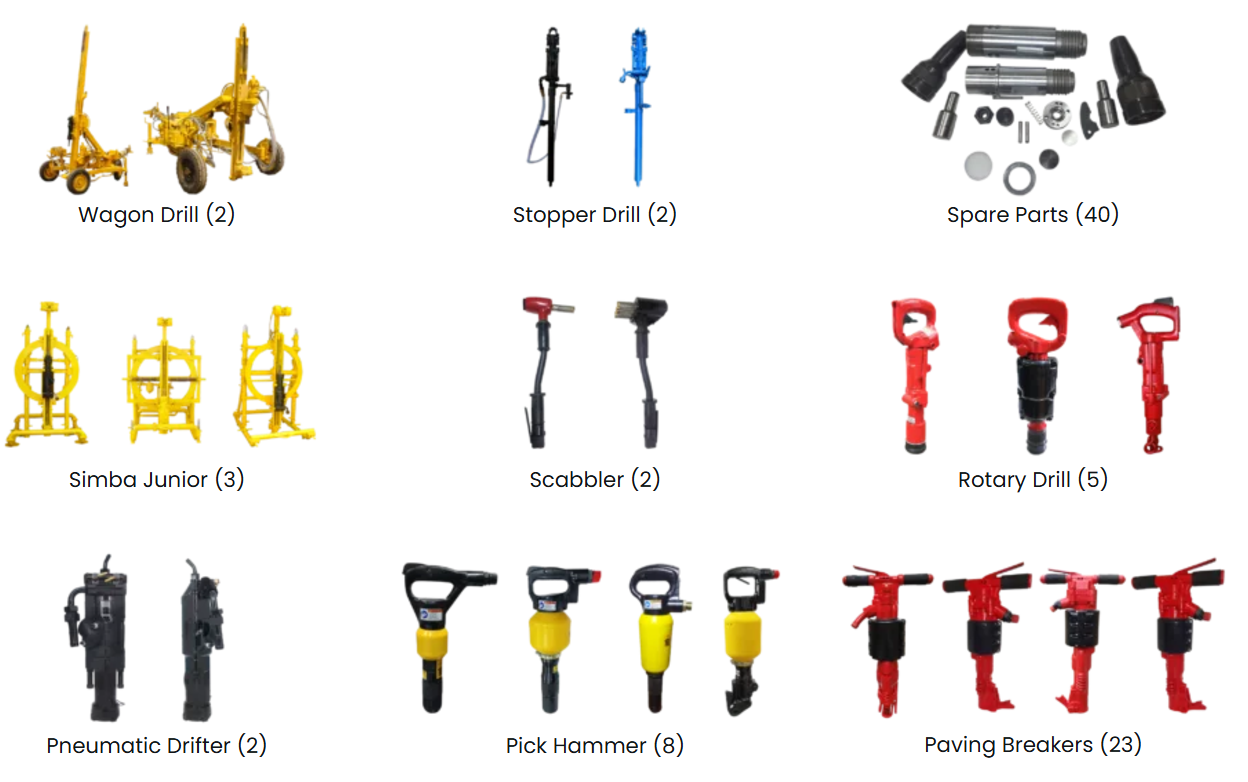 Wagon Drill (2)
Stopper Drill (2)
Spare Parts (40)
Simba Junior (3)
Scabbler (2)
Rotary Drill (5)
Pneumatic Drifter (2)
Pick Hammer (8)
Paving Breakers (23)